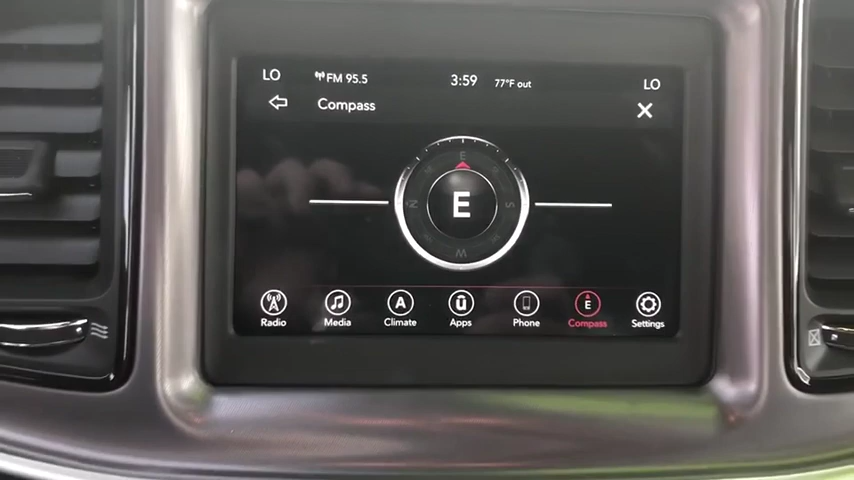 LO FM 95.5 3:59 77°F out LO
Compass X
E
N S
E
W
Radio Media Climate A Apps Phone E Compass Settings